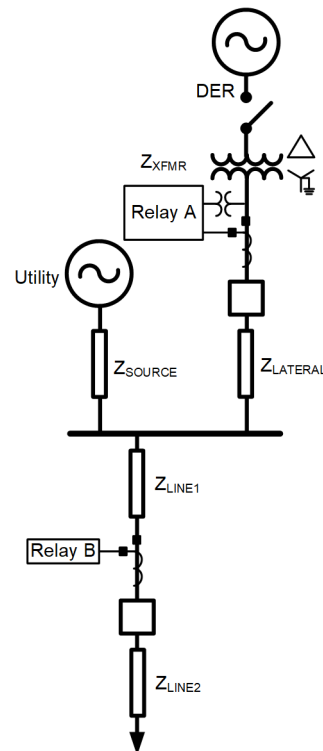 DER
ZXFMR
Relay A
Utility
ZSOURCE
ZLATERAL
ZLINE1
Relay B
ZLINE2